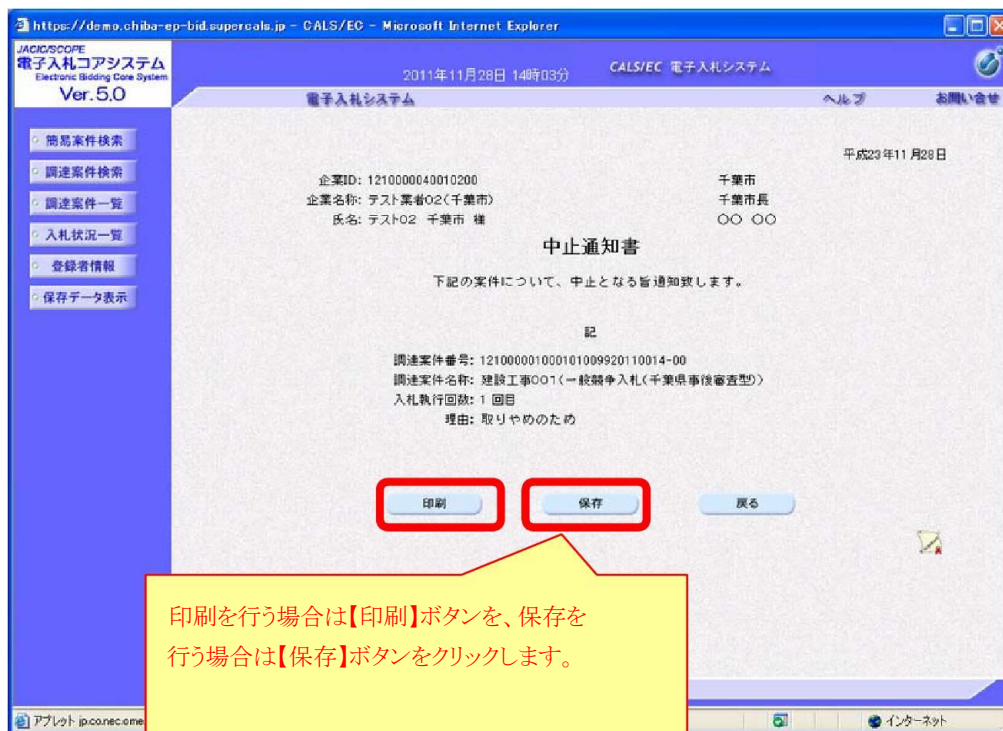 https://demo.chiba-ep-bid.supercals.jp - CALS/EC - Microsoft Internet Explorer
JACIC/SCOPE
電子入札コアシステム
Electronic Bidding Core System
Ver.5.0
2011年11月28日 14時03分
CALS/EC 電子入札システム
電子入札システム
ヘルプ
お問い合せ
簡易案件検索
調達案件検索
調達案件一覧
入札状況一覧
登録者情報
保存データ表示
平成23年11月28日
企業ID: 1210000040010200
千葉市
企業名称: テスト業者02(千葉市)
千葉市長
氏名: テスト02 千葉市 様
〇〇 〇〇
中止通知書
下記の案件について、中止となる旨通知致します。
記
調達案件番号: 121000001000101009920110014-00
調達案件名称: 建設工事001(一般競争入札(千葉県事後審査型))
入札執行回数: 1 回目
理由: 取りやめのため
印刷
保存
戻る
印刷を行う場合は【印刷】ボタンを、保存を
行う場合は【保存】ボタンをクリックします。
アプレット jp.co.nec.ome
インターネット